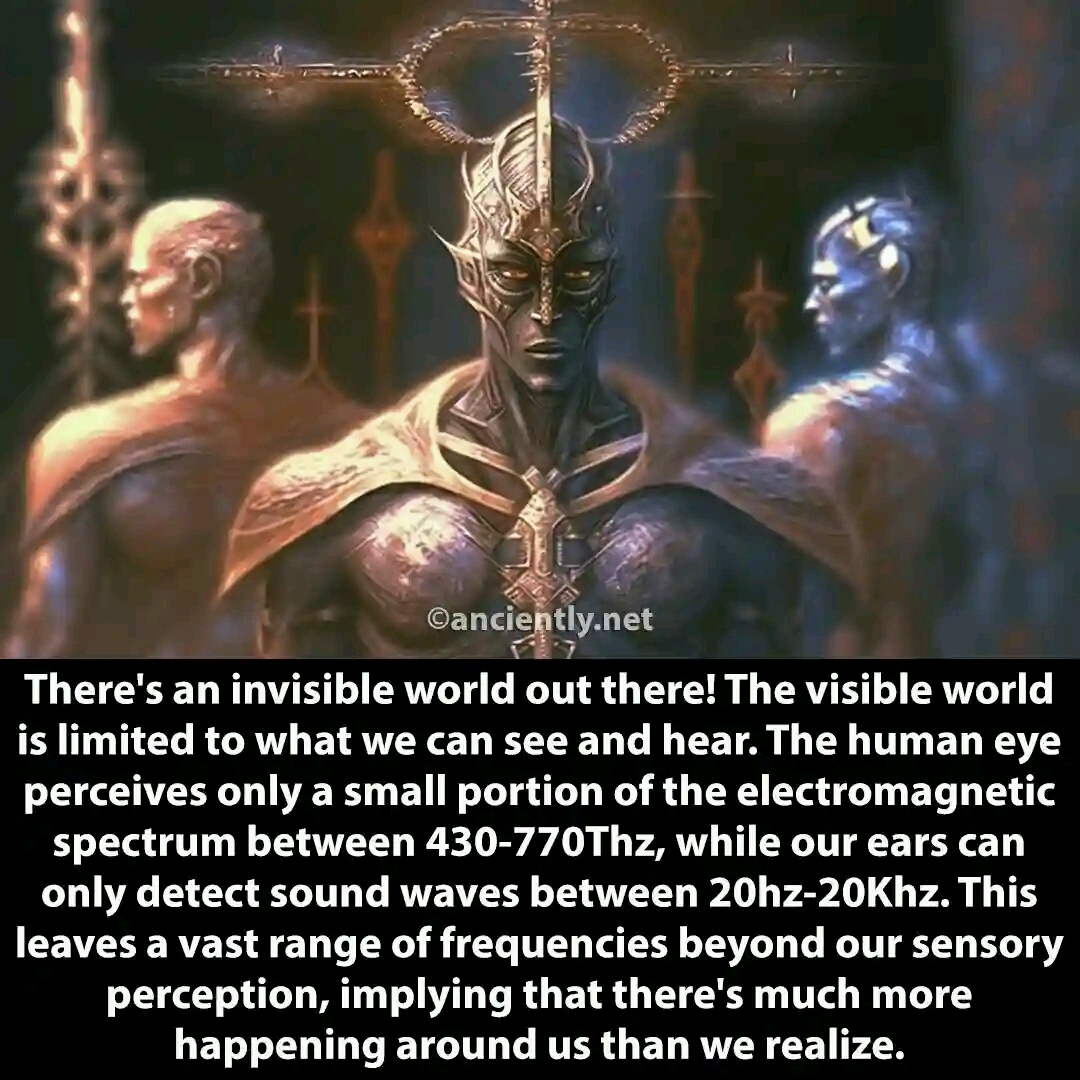 ©anciently.net
There's an invisible world out there! The visible world
is limited to what we can see and hear. The human eye
perceives only a small portion of the electromagnetic
spectrum between 430-770Thz, while our ears can
only detect sound waves between 20hz-20Khz. This
leaves a vast range of frequencies beyond our sensory
perception, implying that there's much more
happening around us than we realize.